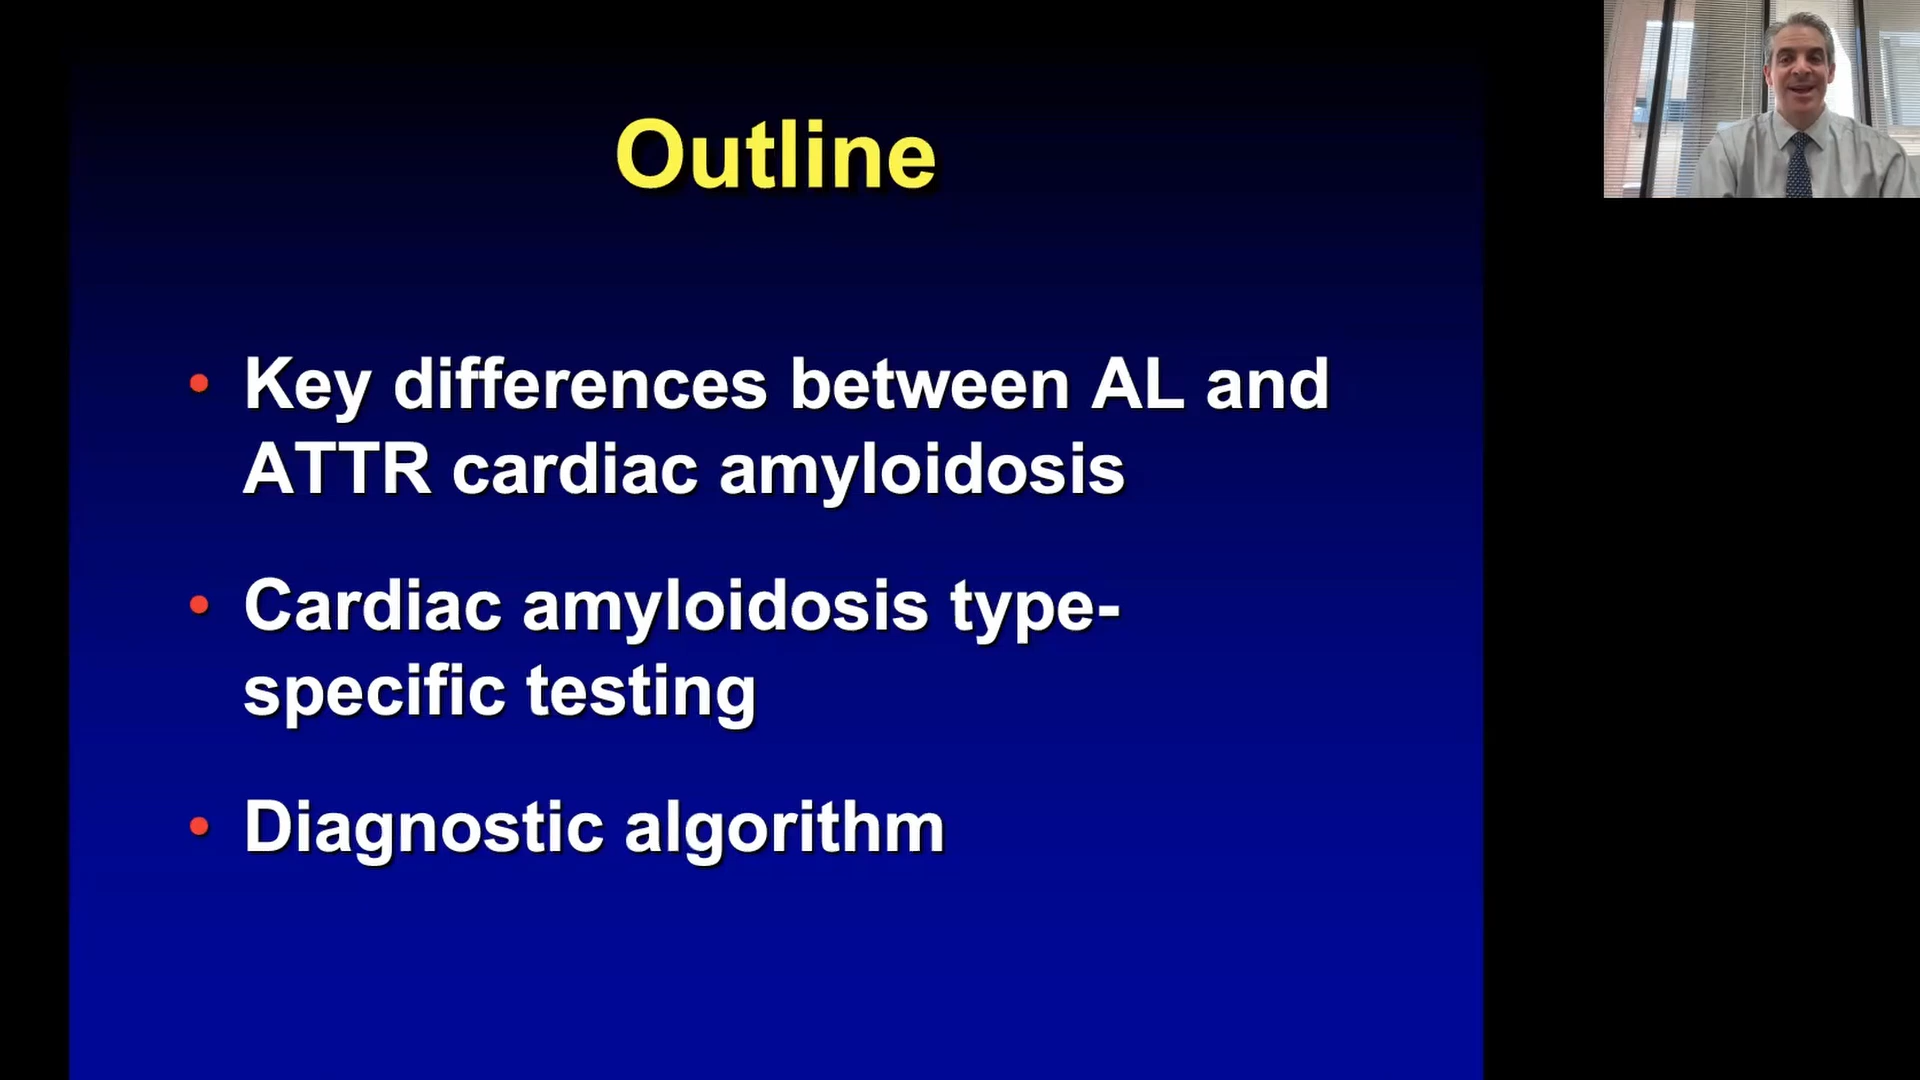 Outline
• Key differences between AL and
ATTR cardiac amyloidosis
• Cardiac amyloidosis type-
specific testing
• Diagnostic algorithm